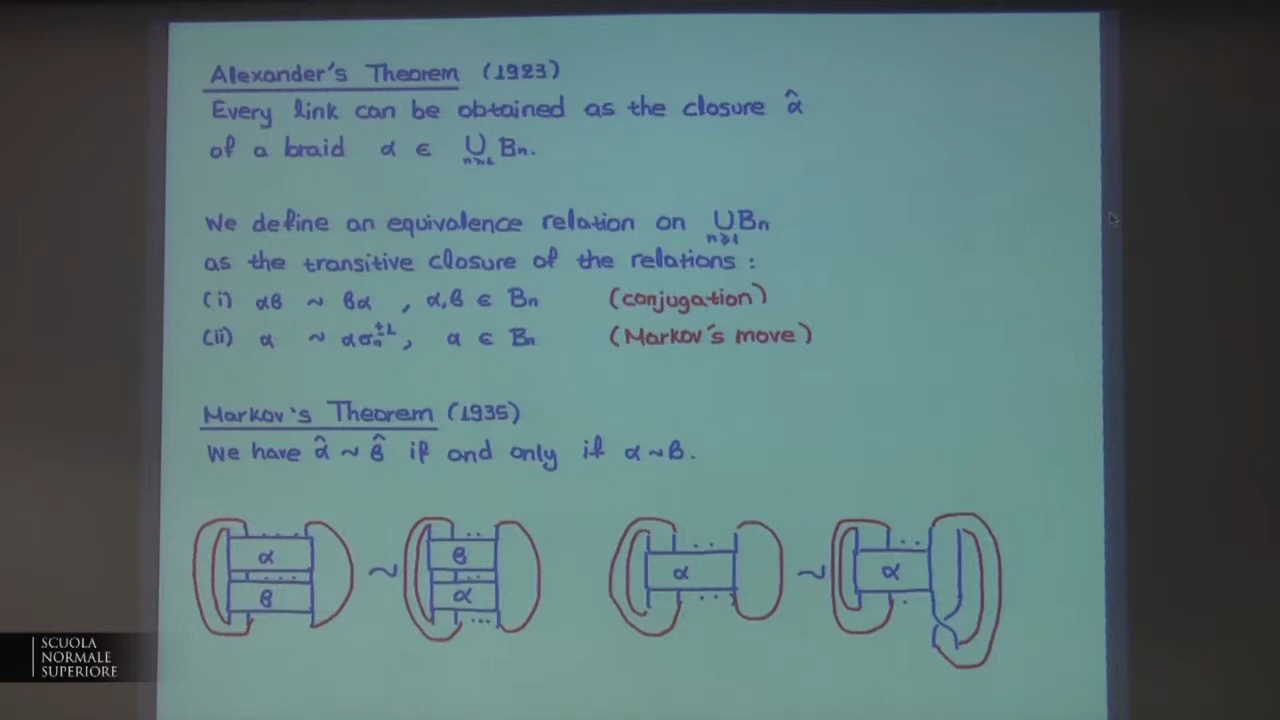 Alexander's Theorem (1923)
Every link can be obtained as the closure α̂
of a braid α ∈ ⋃ Bn.
n≥1
We define an equivalence relation on ⋃ Bn
n≥1
as the transitive closure of the relations :
(i) αβ ~ βα , α,β ∈ Bn (conjugation)
(ii) α ~ ασₙ^{±1}, α ∈ Bn (Markov's move)
Markov's Theorem (1935)
We have α̂ ~ β̂ if and only if α~β.
α ~ β α ~ α
β α
SCUOLA
NORMALE
SUPERIORE